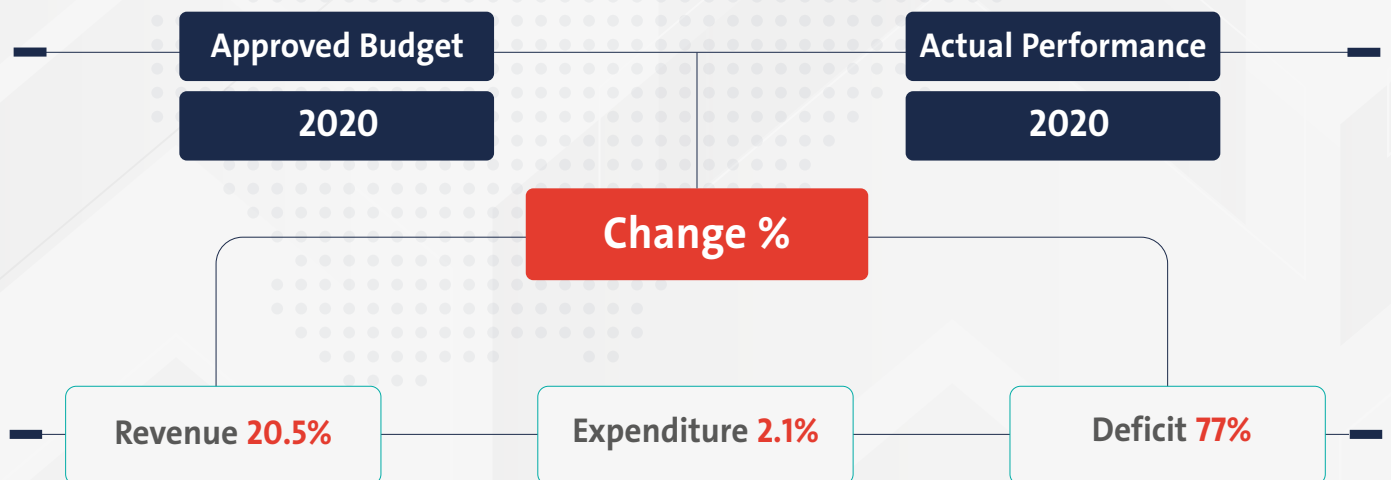 Approved Budget
Actual Performance
2020
2020
Change %
Revenue 20.5%
Expenditure 2.1%
Deficit 77%